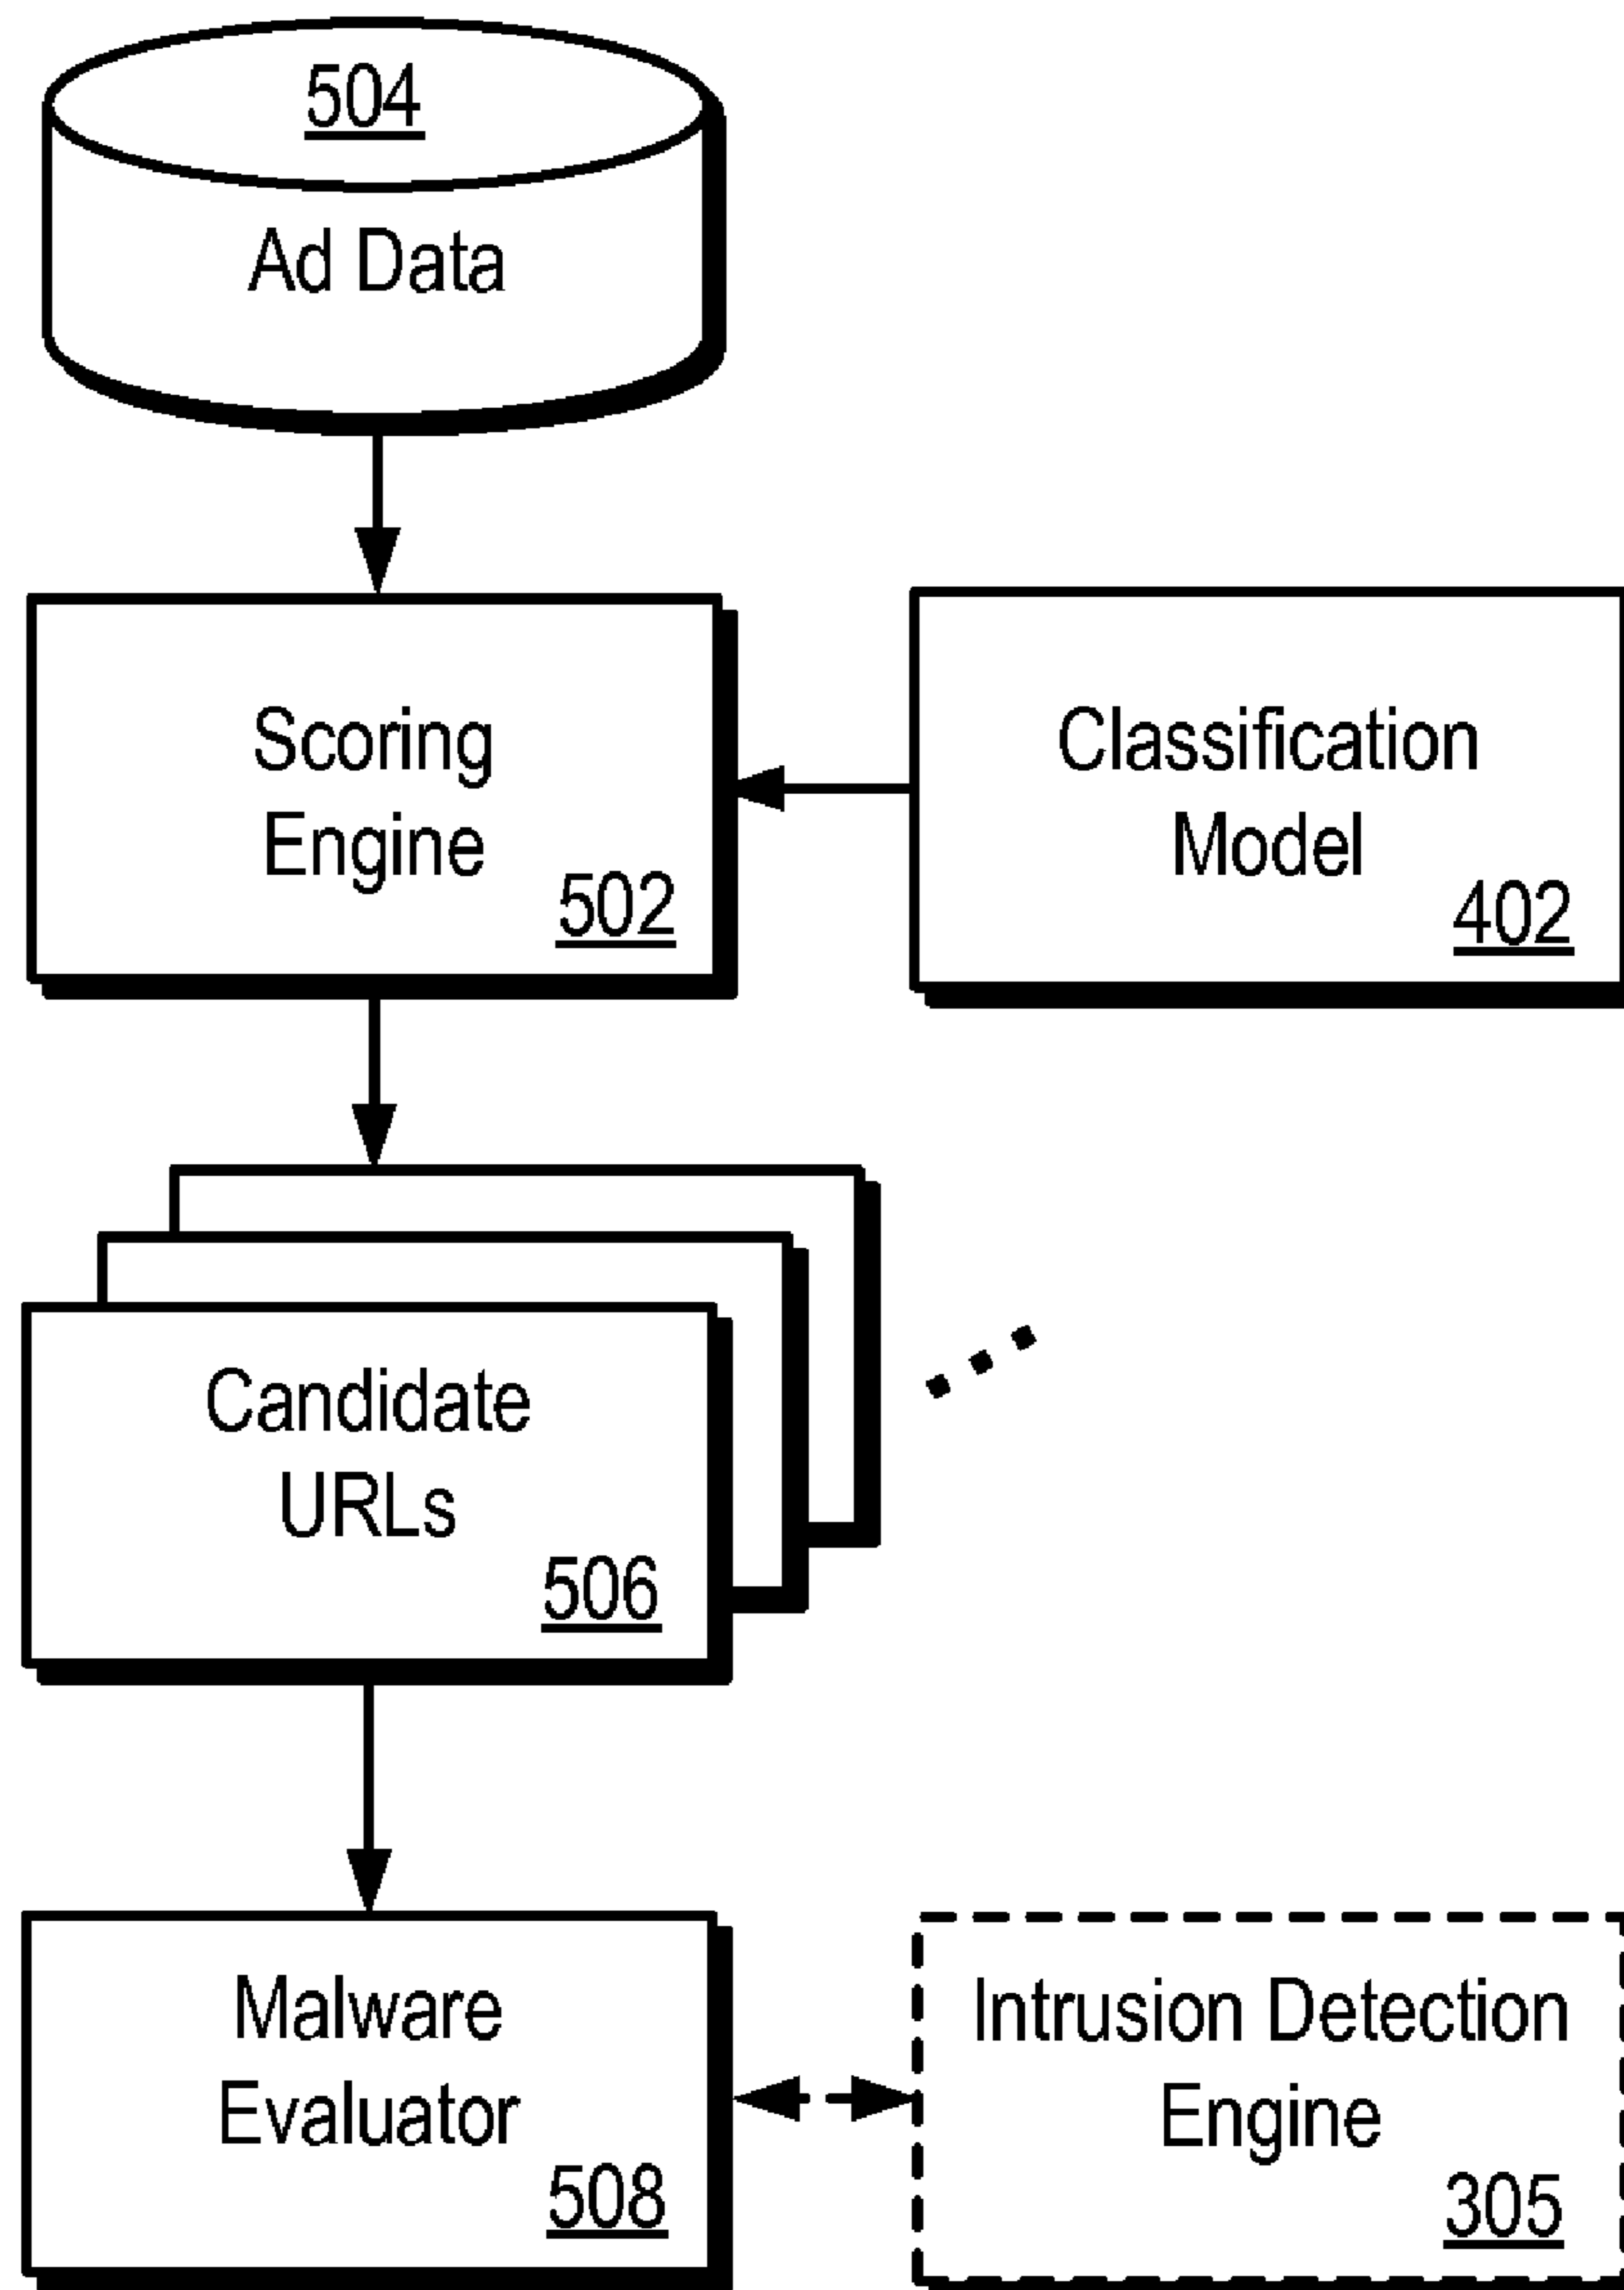 504
Ad Data
Scoring
Engine
502
Classification
Model
402
Candidate
URLs
506
Malware
Evaluator
508
Intrusion Detection
Engine
305